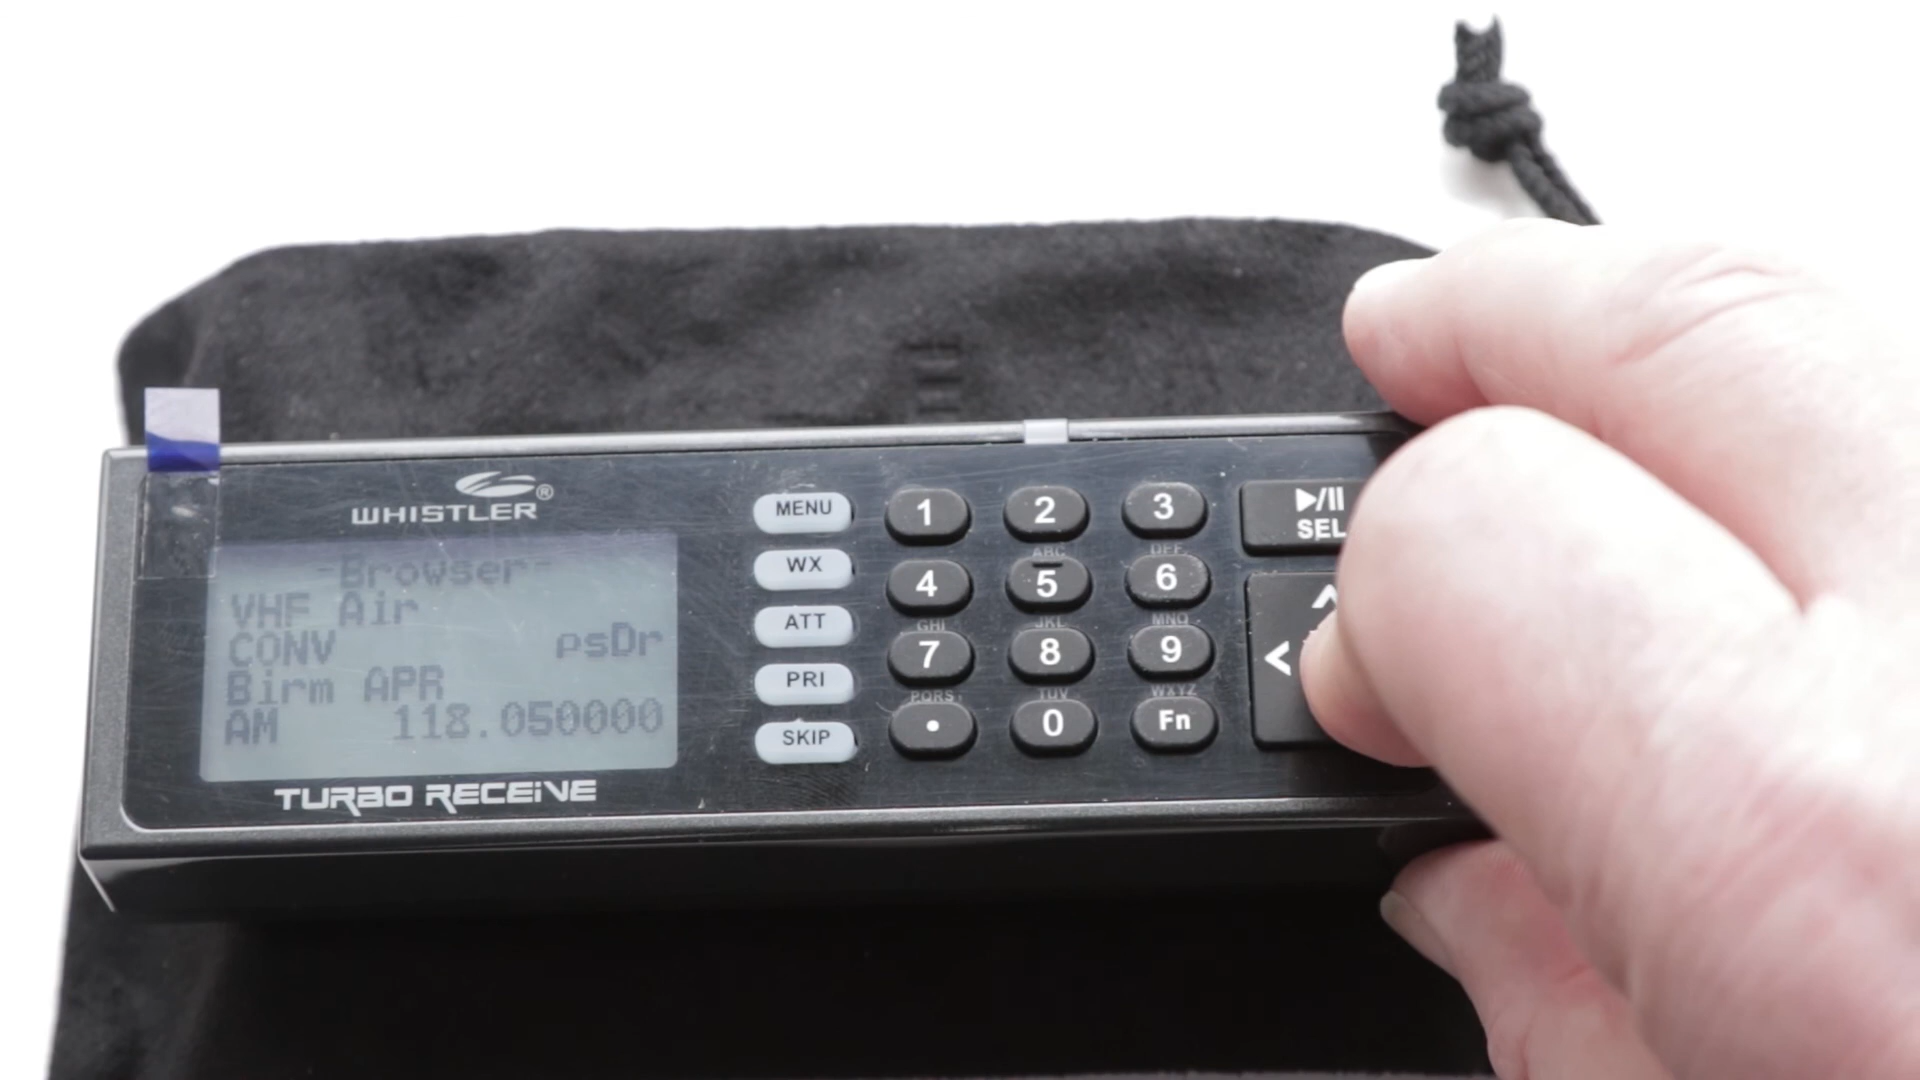 WHISTLER®
-Browser-
VHF Air
CONV psDr
Birm APR
AM 118.050000
TURBO RECEIVE
MENU 1 2 3 ▶/II
SEL
ABC DEF
WX 4 5 6 ^
GHI JKL MNO
ATT 7 8 9 <
PQRS TUV WXYZ
PRI . 0 Fn
SKIP